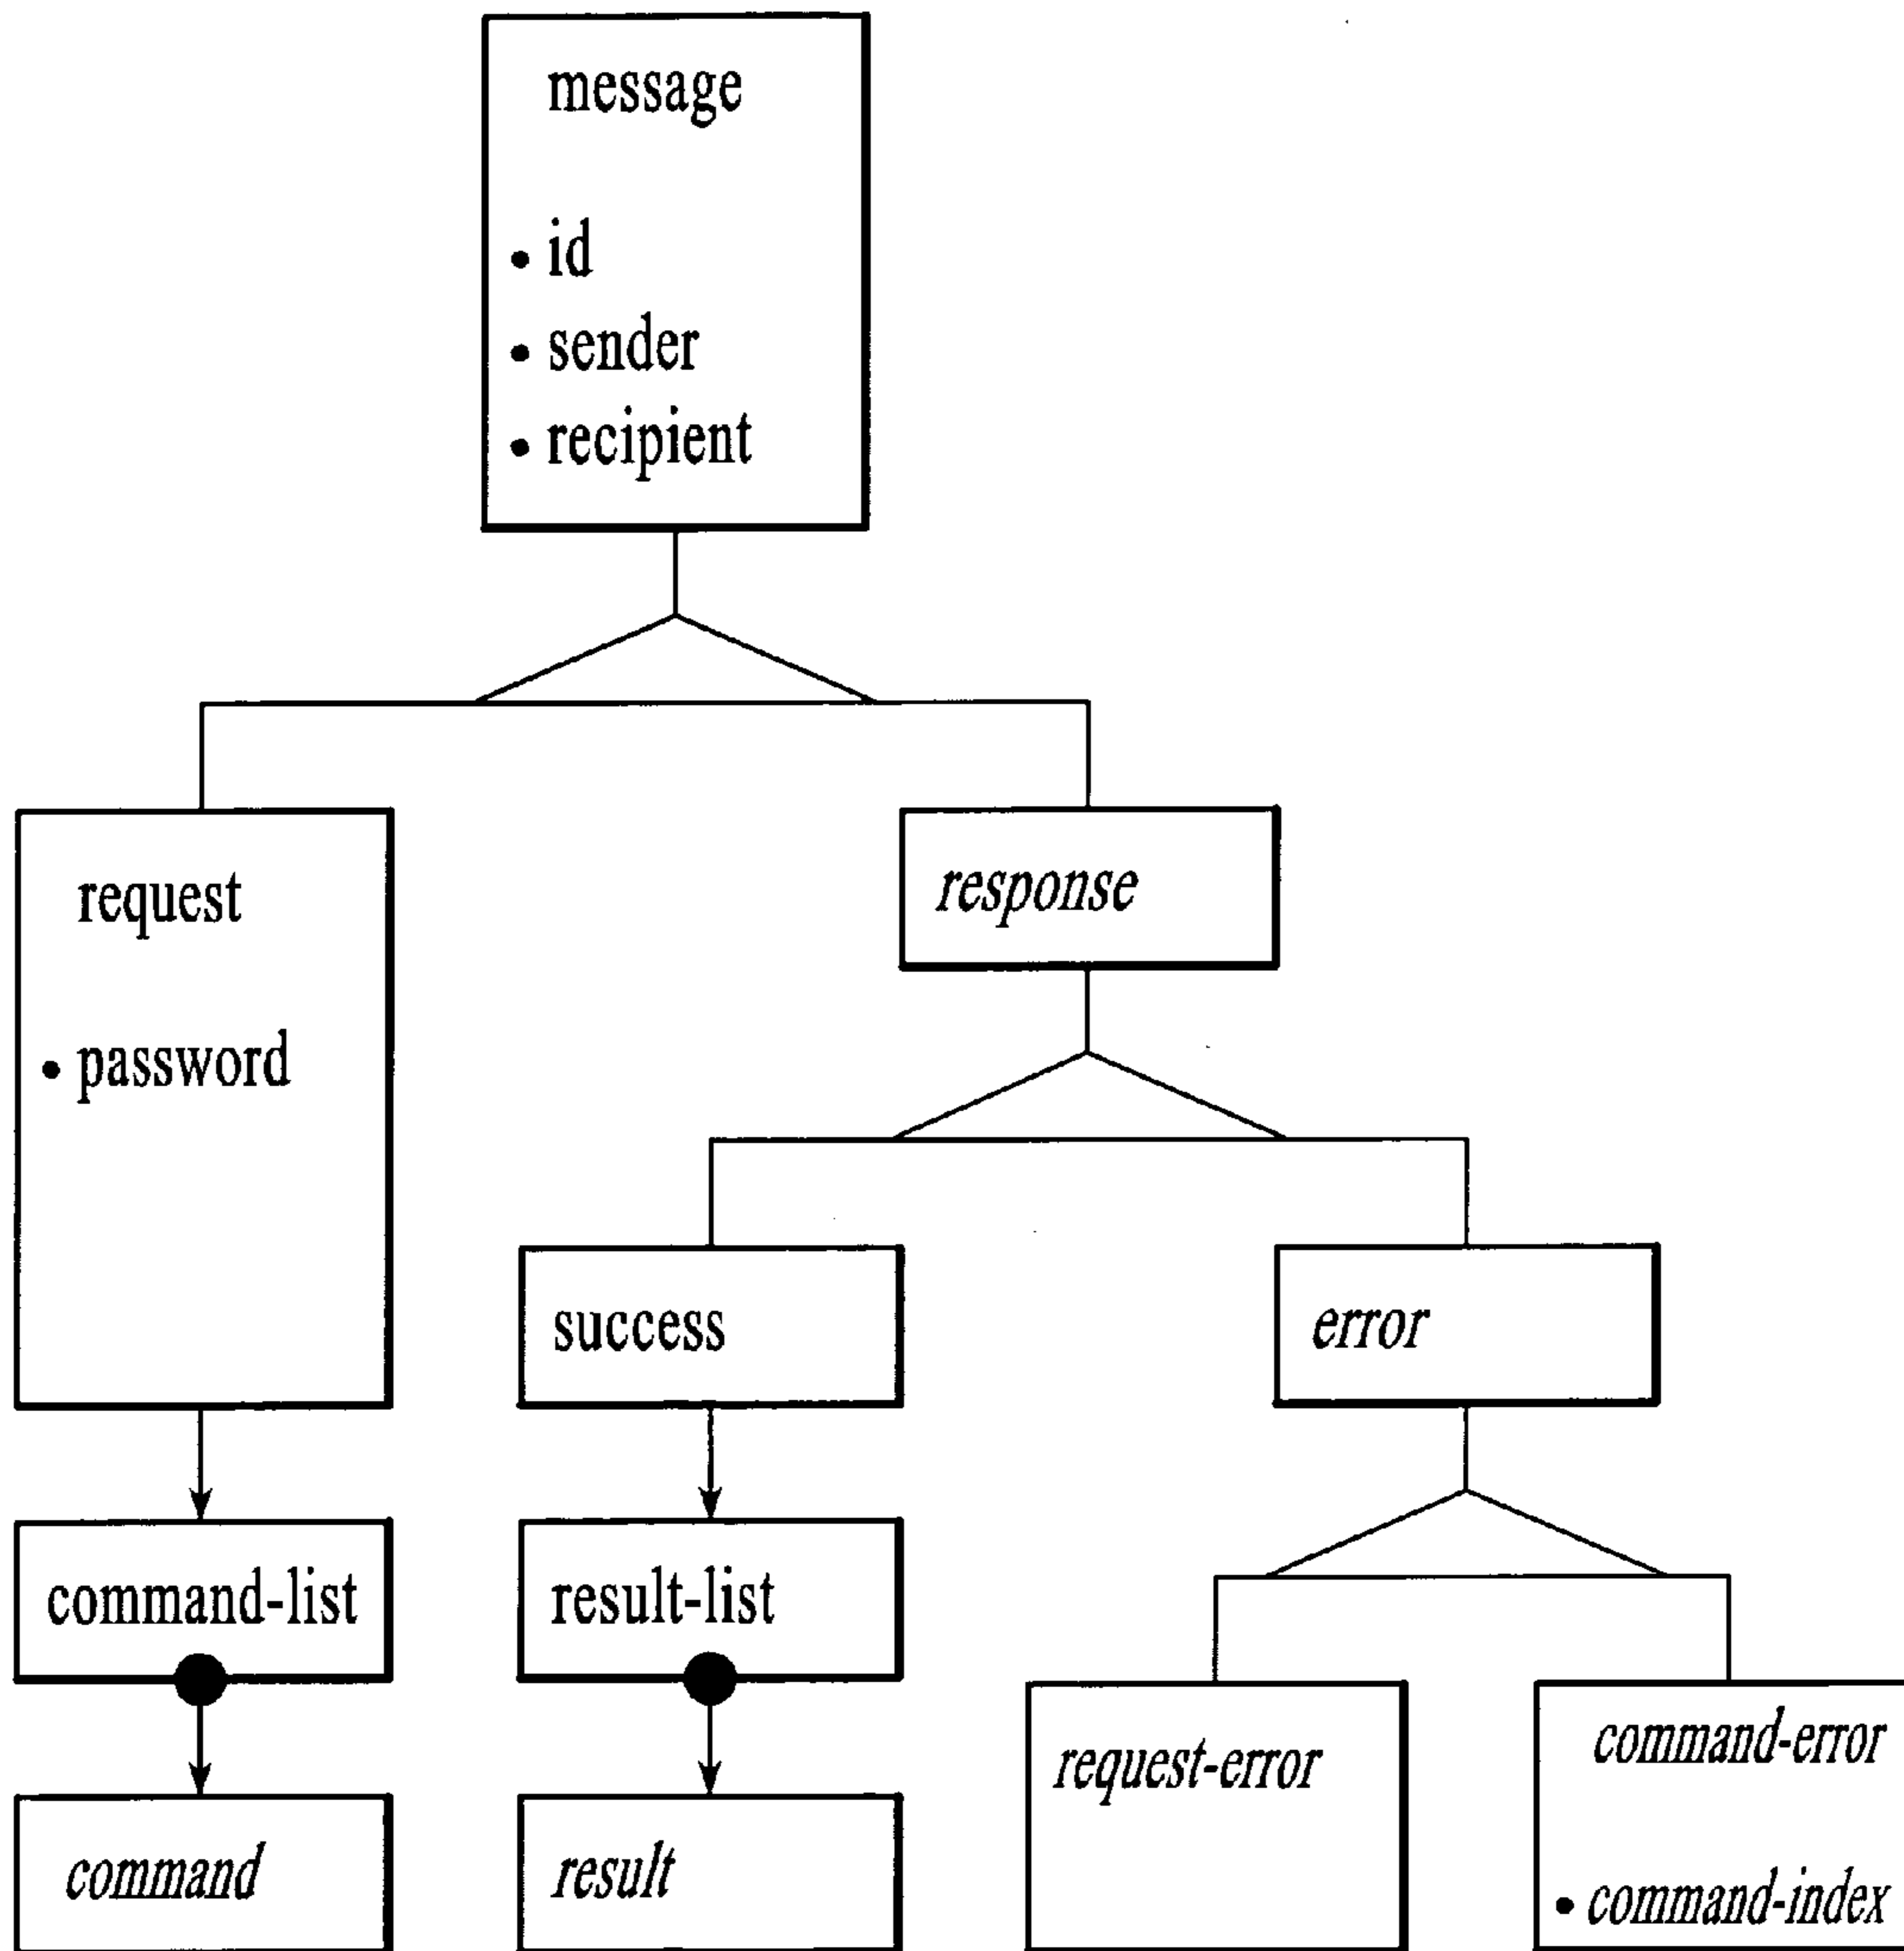 message
• id
• sender
• recipient
request
• password
response
success
error
command-list
result-list
request-error
command-error
• command-index
command
result